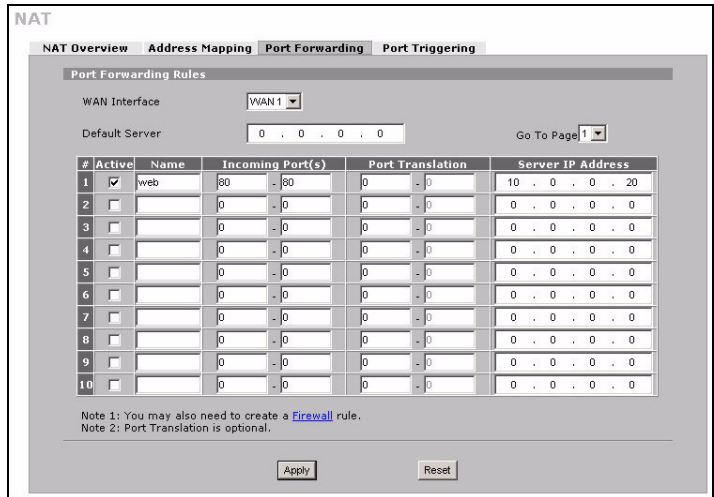 NAT
NAT Overview Address Mapping Port Forwarding Port Triggering
Port Forwarding Rules
WAN Interface WAN 1
Default Server 0 . 0 . 0 . 0 Go To Page 1
# Active Name Incoming Port(s) Port Translation Server IP Address
1 web 80 - 80 0 - 0 10 . 0 . 0 . 20
2 0 - 0 0 - 0 0 . 0 . 0 . 0
3 0 - 0 0 - 0 0 . 0 . 0 . 0
4 0 - 0 0 - 0 0 . 0 . 0 . 0
5 0 - 0 0 - 0 0 . 0 . 0 . 0
6 0 - 0 0 - 0 0 . 0 . 0 . 0
7 0 - 0 0 - 0 0 . 0 . 0 . 0
8 0 - 0 0 - 0 0 . 0 . 0 . 0
9 0 - 0 0 - 0 0 . 0 . 0 . 0
10 0 - 0 0 - 0 0 . 0 . 0 . 0
Note 1: You may also need to create a Firewall rule.
Note 2: Port Translation is optional.
Apply Reset